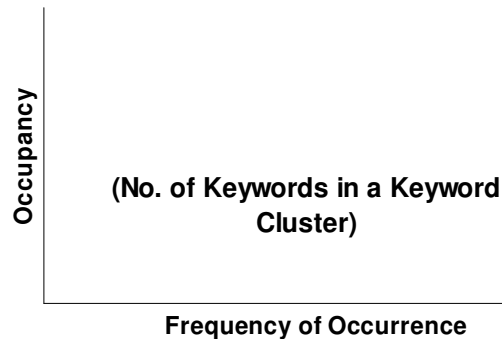 Occupancy
(No. of Keywords in a Keyword
Cluster)
Frequency of Occurrence